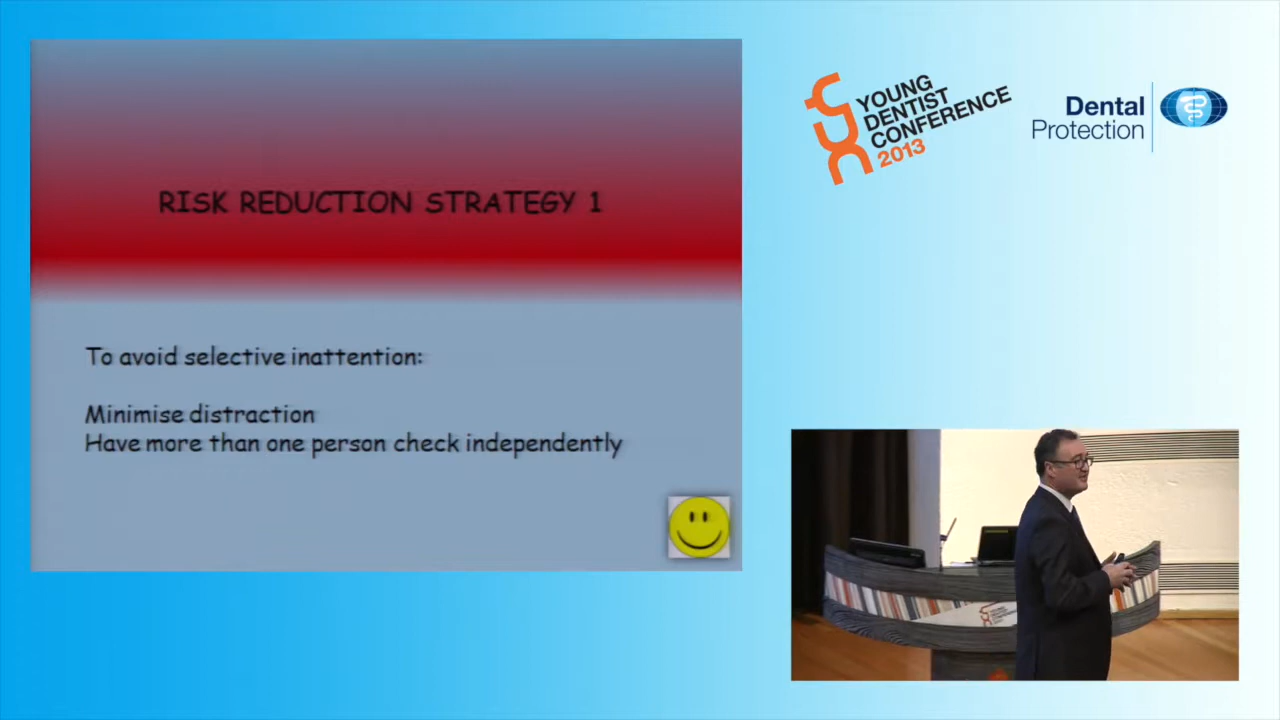 RISK REDUCTION STRATEGY 1
To avoid selective inattention:
Minimise distraction
Have more than one person check independently
YOUNG
DENTIST
CONFERENCE
2013
Dental
Protection